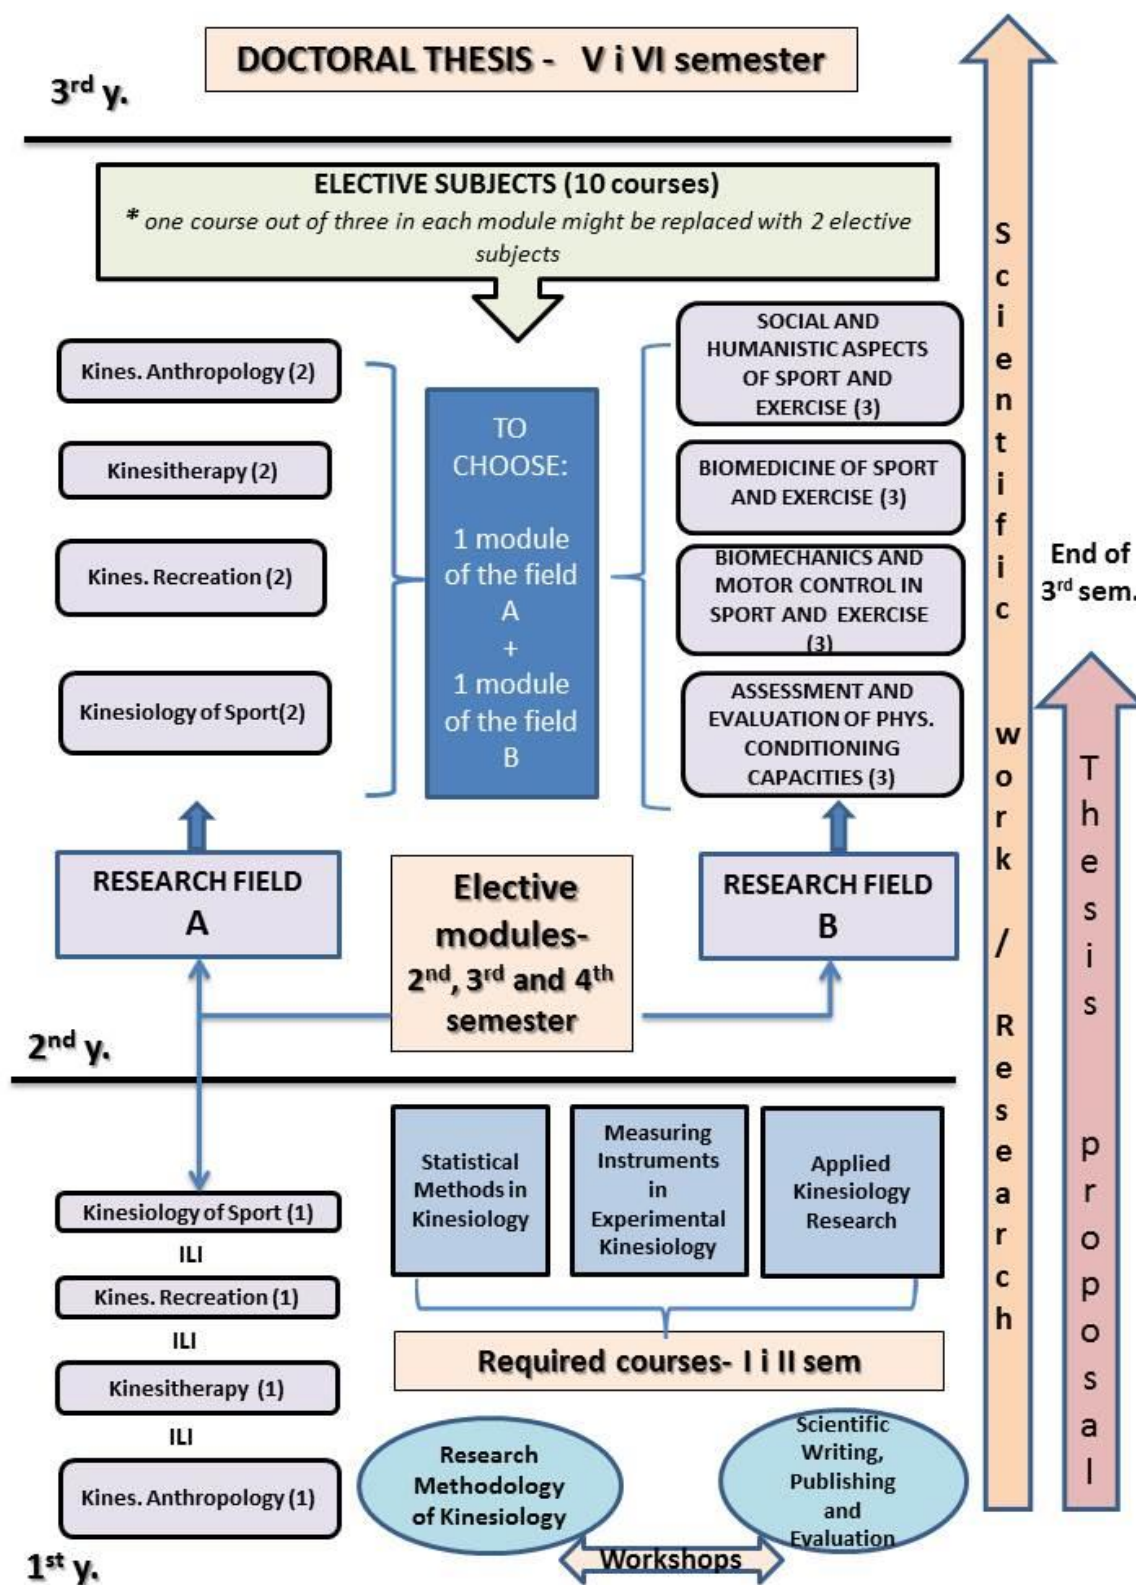 DOCTORAL THESIS - V i VI semester
3rd y.
ELECTIVE SUBJECTS (10 courses)
* one course out of three in each module might be replaced with 2 elective
subjects
Kines. Anthropology (2)
Kinesitherapy (2)
Kines. Recreation (2)
Kinesiology of Sport(2)
TO
CHOOSE:
1 module
of the field
A
+
1 module
of the field
B
SOCIAL AND
HUMANISTIC ASPECTS
OF SPORT AND
EXERCISE (3)
BIOMEDICINE OF SPORT
AND EXERCISE (3)
BIOMECHANICS AND
MOTOR CONTROL IN
SPORT AND EXERCISE
(3)
ASSESSMENT AND
EVALUATION OF PHYS.
CONDITIONING
CAPACITIES (3)
RESEARCH FIELD
A
Elective
modules-
2nd, 3rd and 4th
semester
RESEARCH FIELD
B
2nd y.
Kinesiology of Sport (1)
ILI
Kines. Recreation (1)
ILI
Kinesitherapy (1)
ILI
Kines. Anthropology (1)
Statistical
Methods in
Kinesiology
Measuring
Instruments
in
Experimental
Kinesiology
Applied
Kinesiology
Research
Required courses- I i II sem
Research
Methodology
of Kinesiology
Scientific
Writing,
Publishing
and
Evaluation
Workshops
1st y.
Scientific work / Research
End of
3rd sem.
Thesis proposal